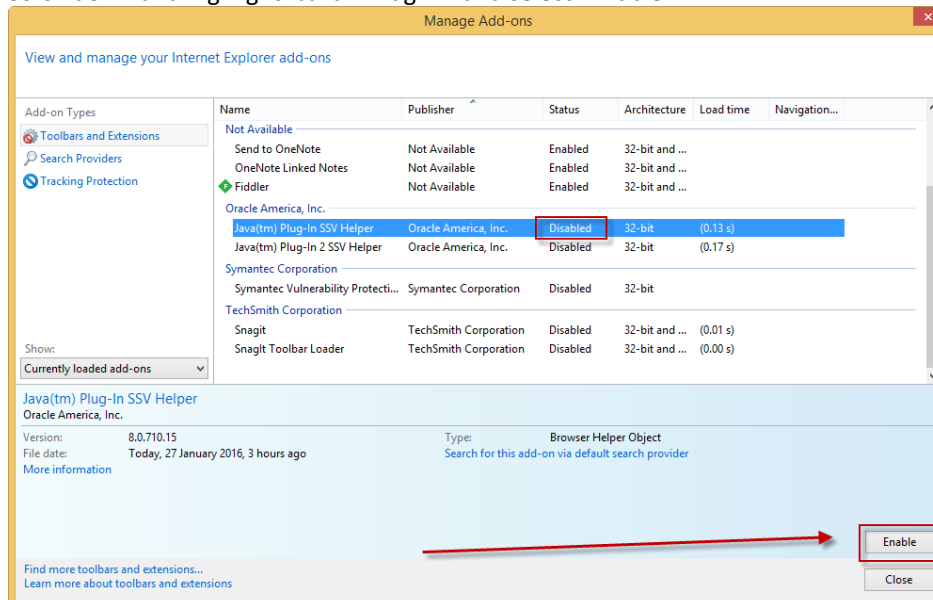 Manage Add-ons
View and manage your Internet Explorer add-ons
Add-on Types
Toolbars and Extensions
Search Providers
Tracking Protection
Show:
Currently loaded add-ons
Name Publisher Status Architecture Load time Navigation...
Not Available
Send to OneNote Not Available Enabled 32-bit and ...
OneNote Linked Notes Not Available Enabled 32-bit and ...
Fiddler Not Available Enabled 32-bit and ...
Oracle America, Inc.
Java(tm) Plug-In SSV Helper Oracle America, Inc. Disabled 32-bit (0.13 s)
Java(tm) Plug-In 2 SSV Helper Oracle America, Inc. Disabled 32-bit (0.17 s)
Symantec Corporation
Symantec Vulnerability Protecti... Symantec Corporation Disabled 32-bit
TechSmith Corporation
Snagit TechSmith Corporation Disabled 32-bit and ... (0.01 s)
SnagIt Toolbar Loader TechSmith Corporation Disabled 32-bit and ... (0.00 s)
Java(tm) Plug-In SSV Helper
Oracle America, Inc.
Version: 8.0.710.15
File date: Today, 27 January 2016, 3 hours ago
More information
Type: Browser Helper Object
Search for this add-on via default search provider
Enable
Find more toolbars and extensions...
Learn more about toolbars and extensions
Close